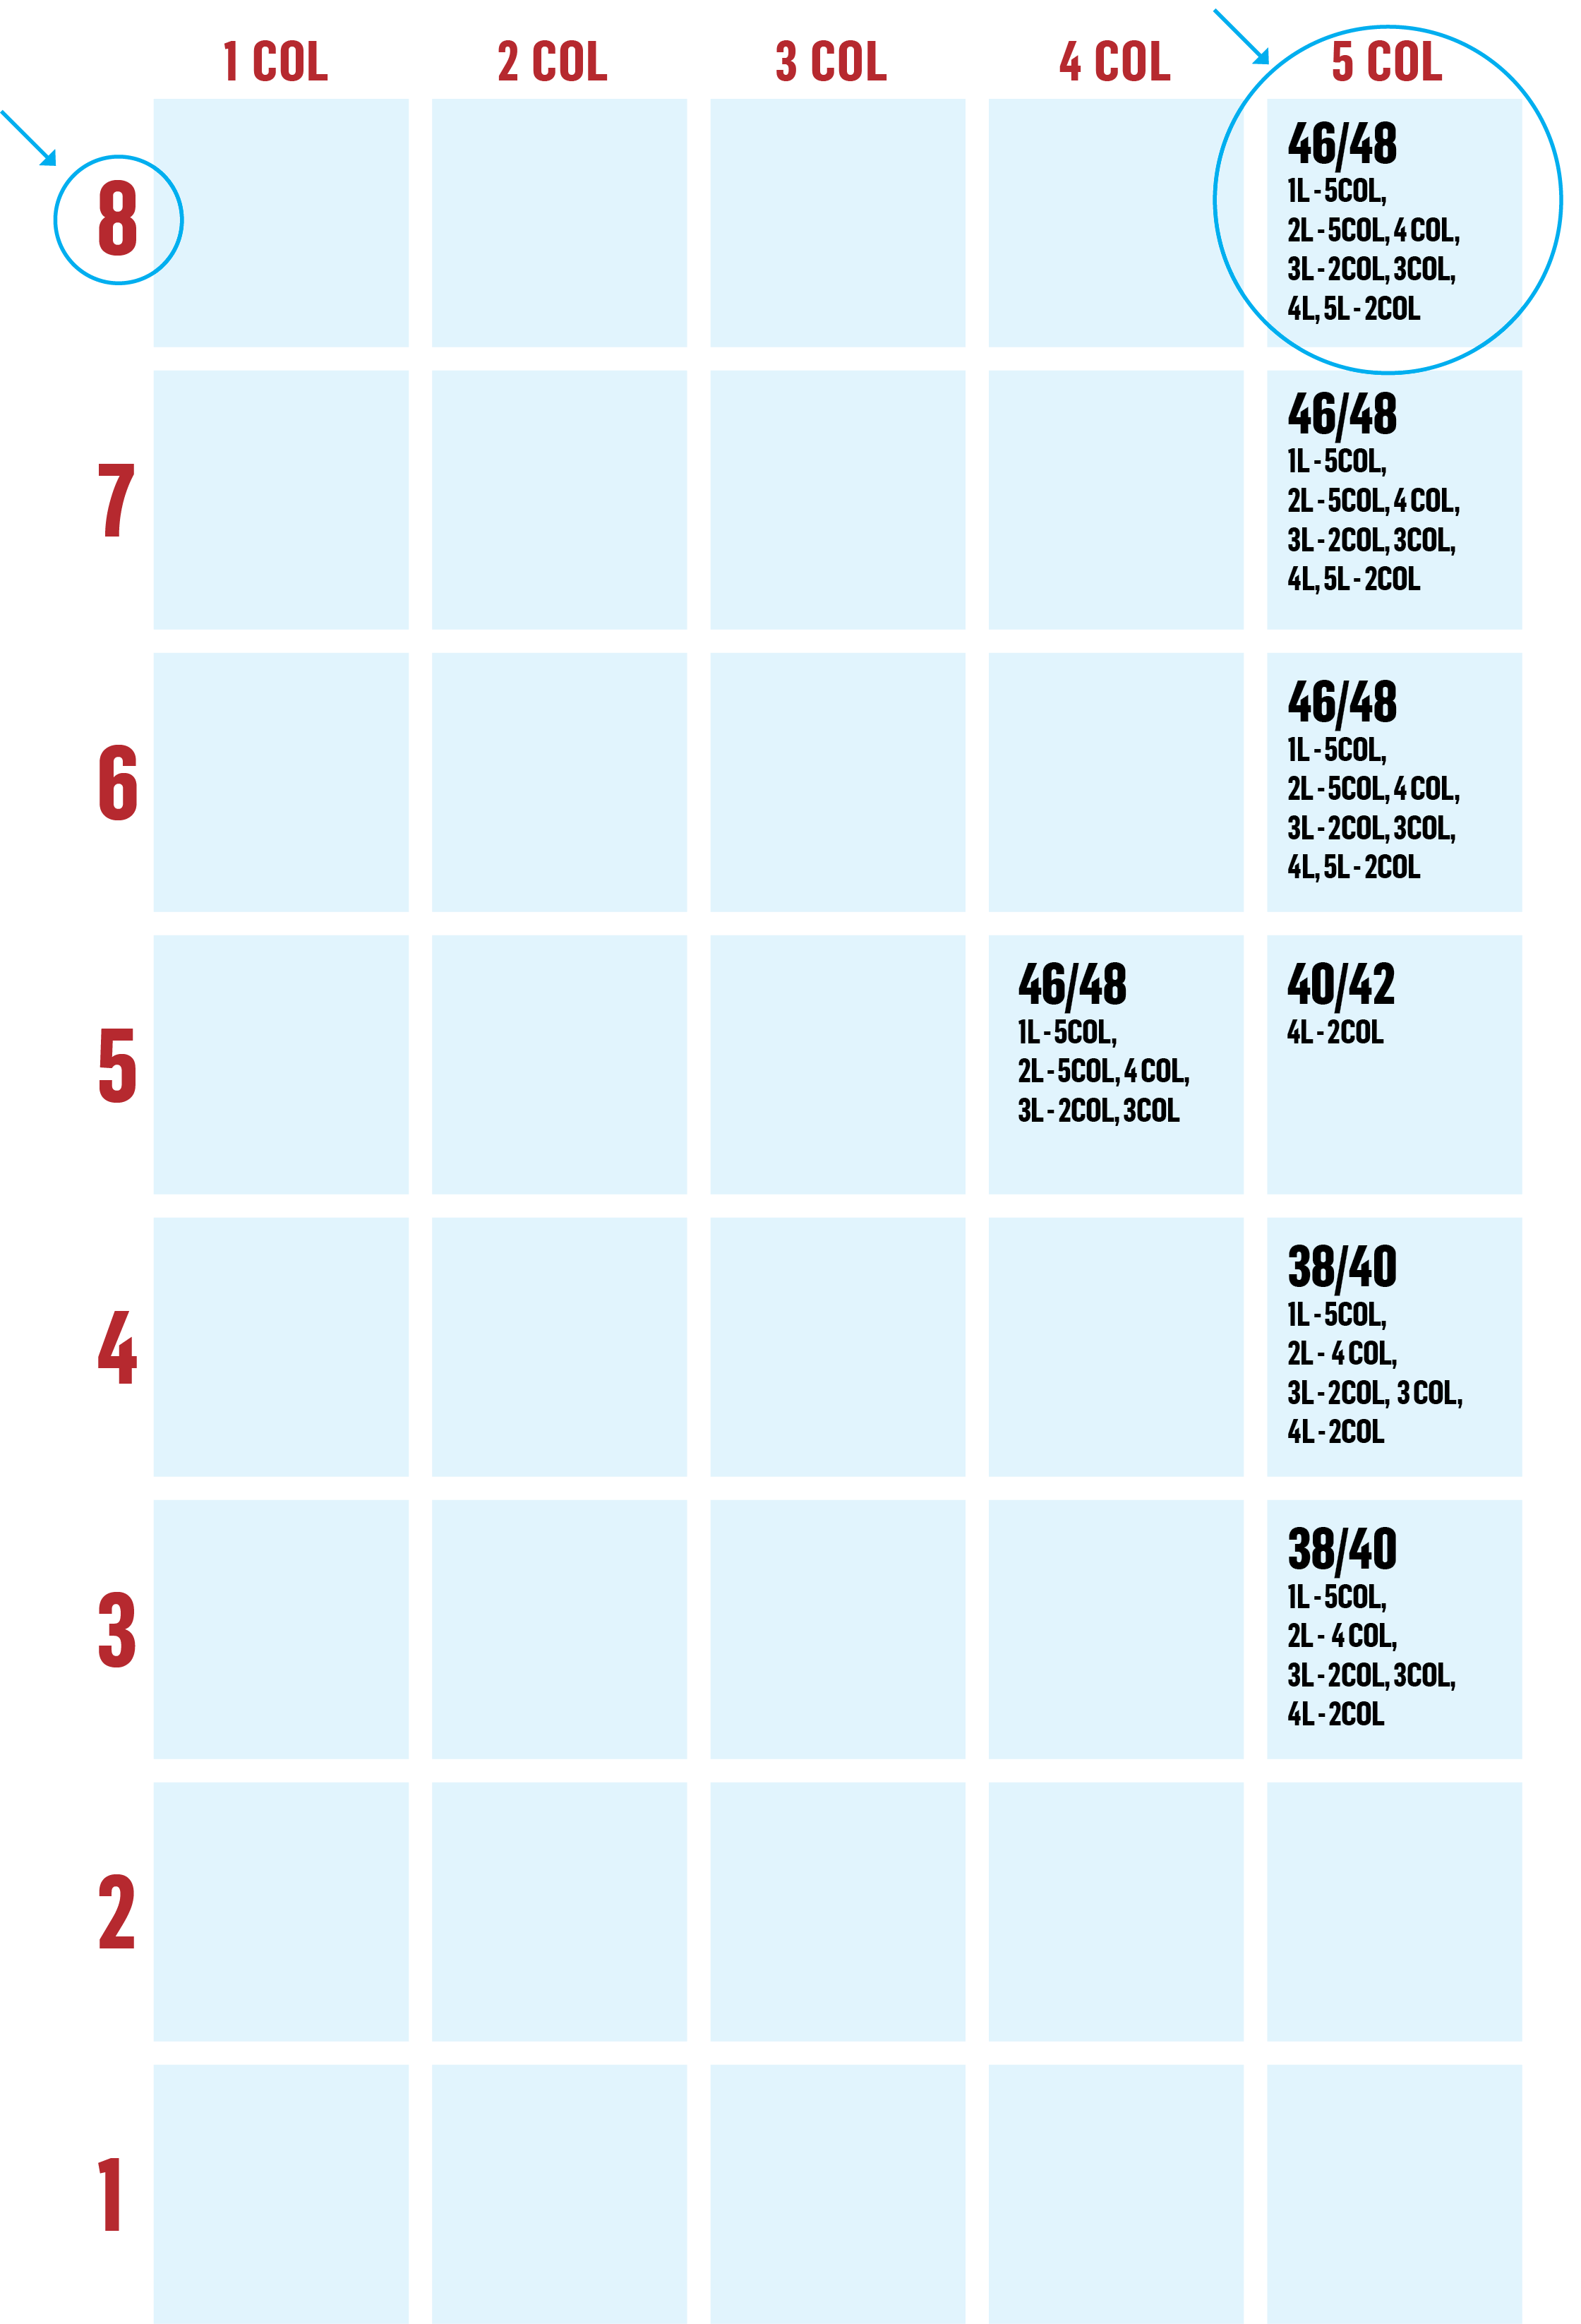 1 COL 2 COL 3 COL 4 COL 5 COL
8
46/48
1L - 5COL,
2L - 5COL, 4 COL,
3L - 2COL, 3COL,
4L, 5L - 2COL
7
46/48
1L - 5COL,
2L - 5COL, 4 COL,
3L - 2COL, 3COL,
4L, 5L - 2COL
6
46/48
1L - 5COL,
2L - 5COL, 4 COL,
3L - 2COL, 3COL,
4L, 5L - 2COL
5
46/48
1L - 5COL,
2L - 5COL, 4 COL,
3L - 2COL, 3COL
40/42
4L - 2COL
4
38/40
1L - 5COL,
2L - 4 COL,
3L - 2COL, 3 COL,
4L - 2COL
3
38/40
1L - 5COL,
2L - 4 COL,
3L - 2COL, 3COL,
4L - 2COL
2
1